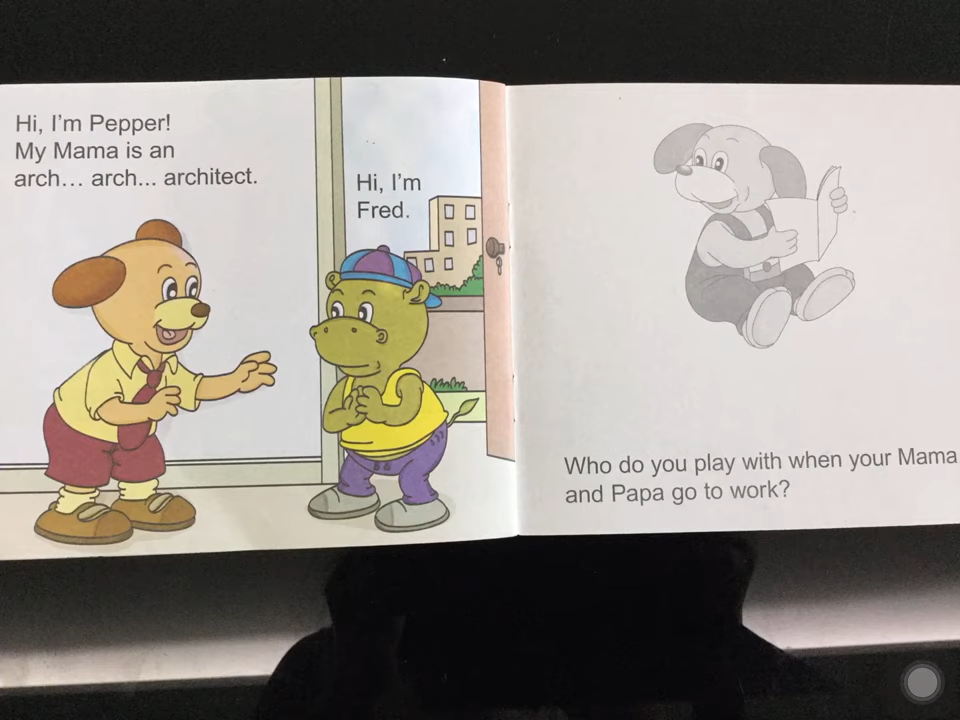 Hi, I'm Pepper!
My Mama is an
arch... arch... architect.
Hi, I'm
Fred.
Who do you play with when your Mama
and Papa go to work?